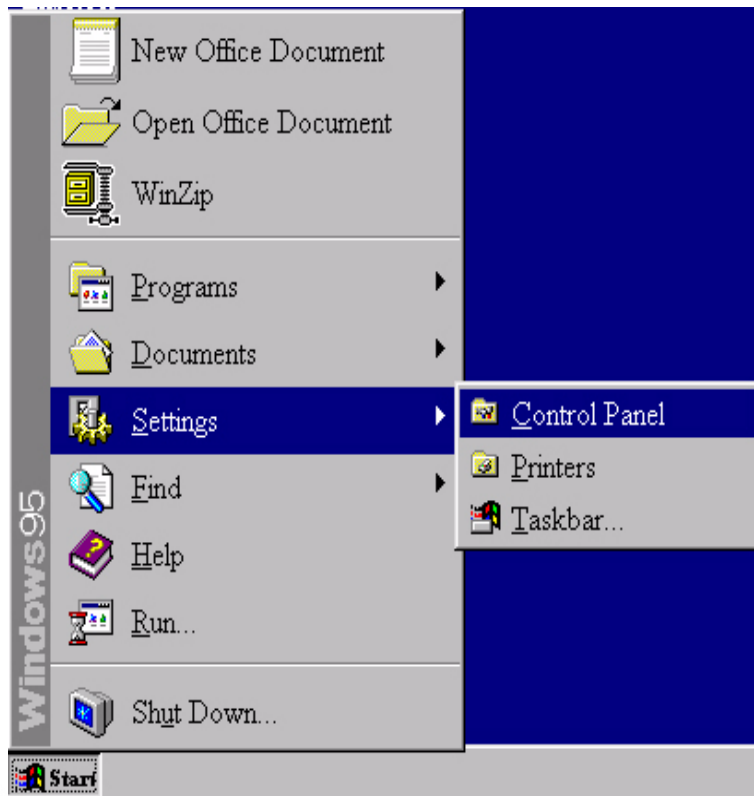 New Office Document
Open Office Document
WinZip
Programs
Documents
Settings
Find
Help
Run...
Shut Down...
Control Panel
Printers
Taskbar...
Windows95
Start